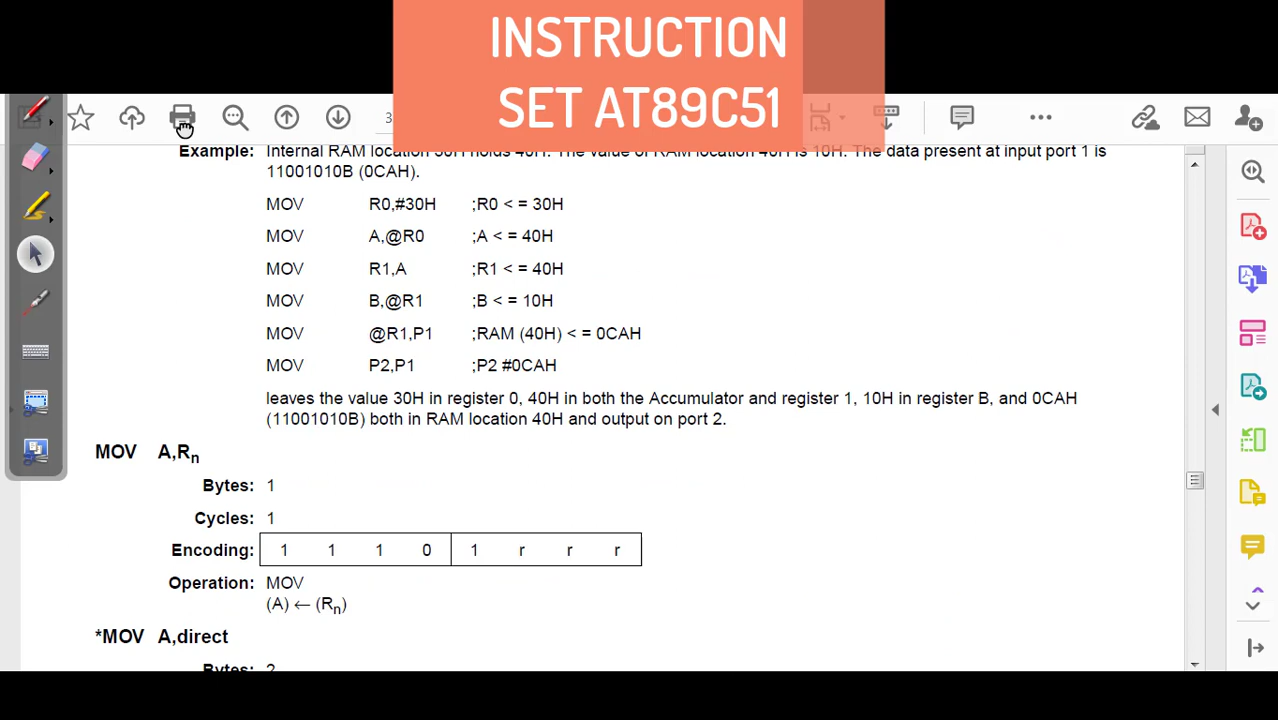 INSTRUCTION
SET AT89C51
3
Example: Internal RAM location 30H holds 40H. The value of RAM location 40H is 10H. The data present at input port 1 is
11001010B (0CAH).
MOV R0,#30H ;R0 < = 30H
MOV A,@R0 ;A < = 40H
MOV R1,A ;R1 < = 40H
MOV B,@R1 ;B < = 10H
MOV @R1,P1 ;RAM (40H) < = 0CAH
MOV P2,P1 ;P2 #0CAH
leaves the value 30H in register 0, 40H in both the Accumulator and register 1, 10H in register B, and 0CAH
(11001010B) both in RAM location 40H and output on port 2.
MOV A,Rn
Bytes: 1
Cycles: 1
Encoding: 1 1 1 0 1 r r r
Operation: MOV
(A) ← (Rn)
*MOV A,direct
Bytes: 2